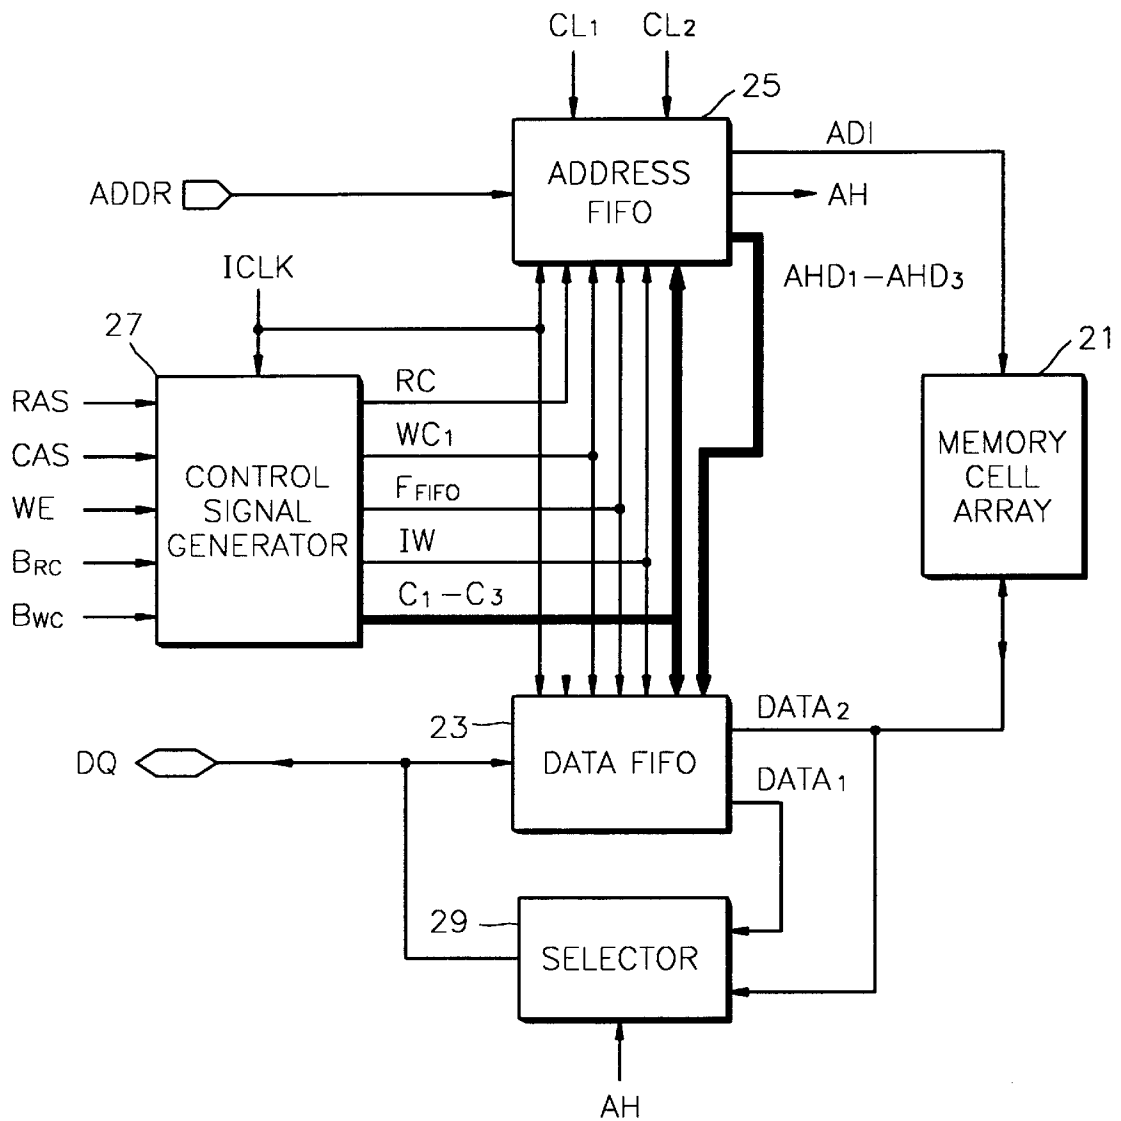 CL1 CL2
25
ADI
ADDRESS
FIFO
ADDR
AH
ICLK
AHD1-AHD3
27
21
RAS
RC
CAS
WC1
MEMORY
CELL
ARRAY
CONTROL
SIGNAL
GENERATOR
WE
FFIFO
BRC
IW
BWC
C1-C3
23
DATA2
DQ
DATA FIFO
DATA1
29
SELECTOR
AH